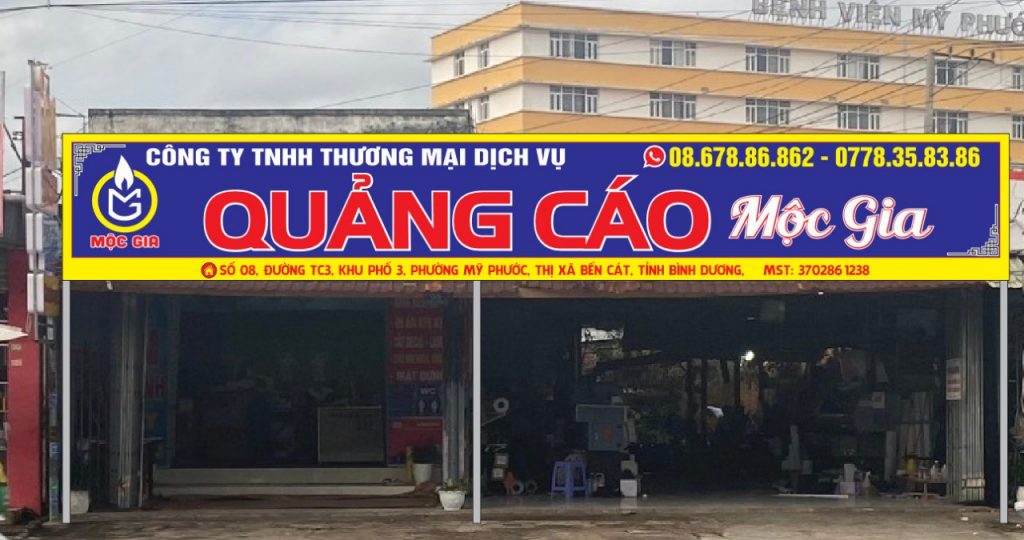 BỆNH VIỆN MỸ PHƯỚ
CÔNG TY TNHH THƯƠNG MẠI DỊCH VỤ
08.678.86.862 - 0778.35.83.86
MG
MỘC GIA
QUẢNG CÁO Mộc Gia
SỐ 08, ĐƯỜNG TC3, KHU PHỐ 3, PHƯỜNG MỸ PHƯỚC, THỊ XÃ BẾN CÁT, TỈNH BÌNH DƯƠNG, MST: 3702861238